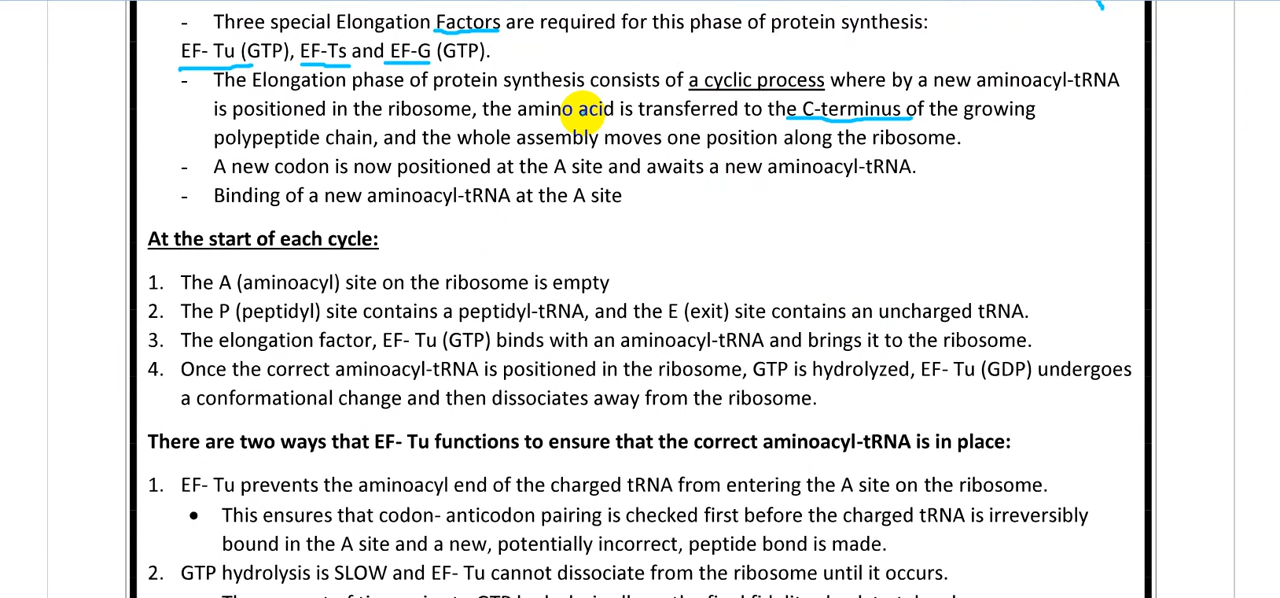 - Three special Elongation Factors are required for this phase of protein synthesis:
EF- Tu (GTP), EF-Ts and EF-G (GTP).
- The Elongation phase of protein synthesis consists of a cyclic process where by a new aminoacyl-tRNA
is positioned in the ribosome, the amino acid is transferred to the C-terminus of the growing
polypeptide chain, and the whole assembly moves one position along the ribosome.
- A new codon is now positioned at the A site and awaits a new aminoacyl-tRNA.
- Binding of a new aminoacyl-tRNA at the A site
At the start of each cycle:
1. The A (aminoacyl) site on the ribosome is empty
2. The P (peptidyl) site contains a peptidyl-tRNA, and the E (exit) site contains an uncharged tRNA.
3. The elongation factor, EF- Tu (GTP) binds with an aminoacyl-tRNA and brings it to the ribosome.
4. Once the correct aminoacyl-tRNA is positioned in the ribosome, GTP is hydrolyzed, EF- Tu (GDP) undergoes
a conformational change and then dissociates away from the ribosome.
There are two ways that EF- Tu functions to ensure that the correct aminoacyl-tRNA is in place:
1. EF- Tu prevents the aminoacyl end of the charged tRNA from entering the A site on the ribosome.
• This ensures that codon- anticodon pairing is checked first before the charged tRNA is irreversibly
bound in the A site and a new, potentially incorrect, peptide bond is made.
2. GTP hydrolysis is SLOW and EF- Tu cannot dissociate from the ribosome until it occurs.